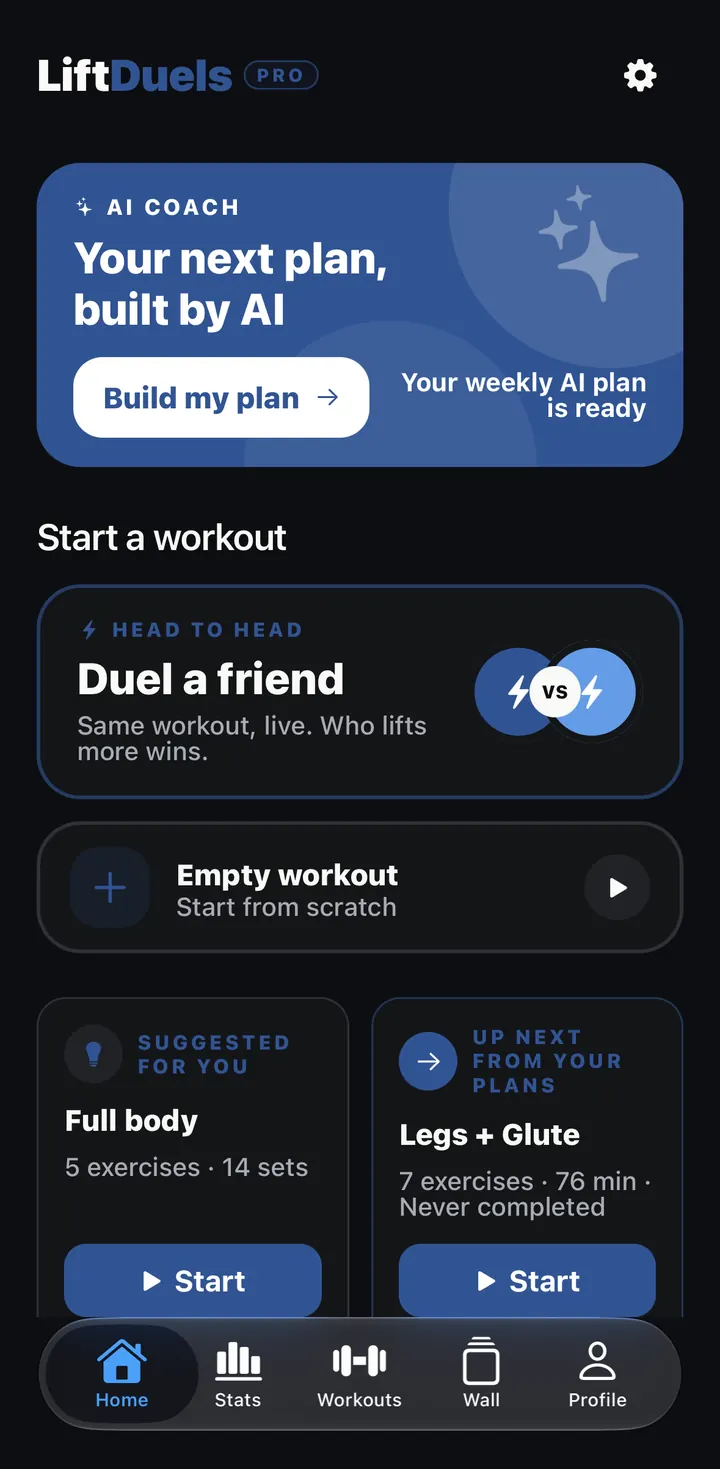 LiftDuels PRO
AI COACH
Your next plan,
built by AI
Build my plan →
Your weekly AI plan
is ready
Start a workout
HEAD TO HEAD
Duel a friend
Same workout, live. Who lifts
more wins.
VS
Empty workout
Start from scratch
SUGGESTED
FOR YOU
Full body
5 exercises · 14 sets
Start
UP NEXT
FROM YOUR
PLANS
Legs + Glute
7 exercises · 76 min ·
Never completed
Start
Home
Stats
Workouts
Wall
Profile